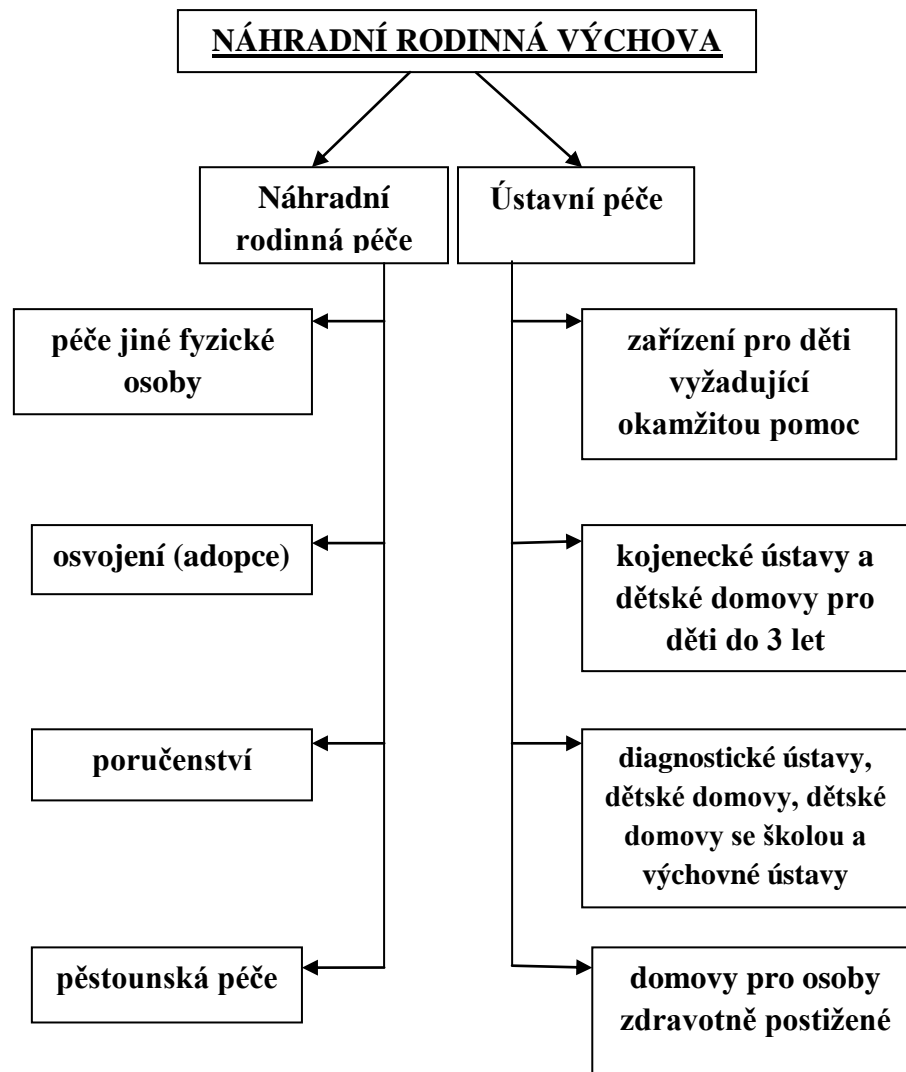 NÁHRADNÍ RODINNÁ VÝCHOVA
Náhradní
rodinná péče
Ústavní péče
péče jiné fyzické
osoby
zařízení pro děti
vyžadující
okamžitou pomoc
osvojení (adopce)
kojenecké ústavy a
dětské domovy pro
děti do 3 let
poručenství
diagnostické ústavy,
dětské domovy, dětské
domovy se školou a
výchovné ústavy
pěstounská péče
domovy pro osoby
zdravotně postižené